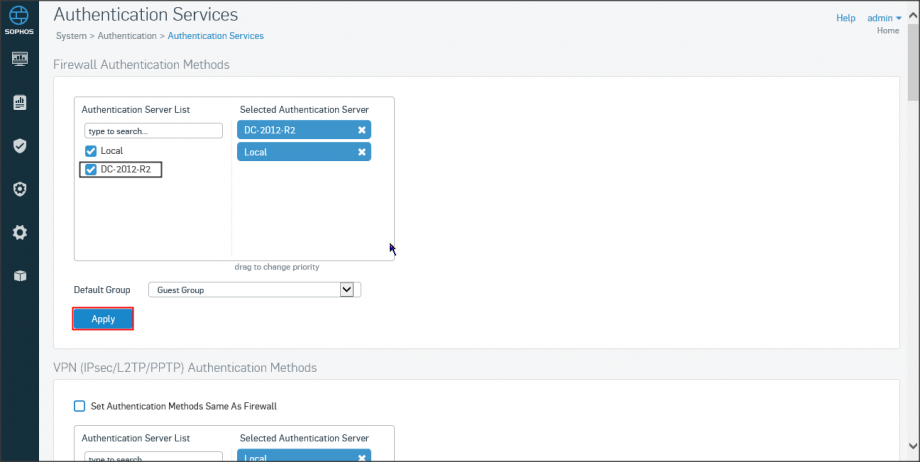 Authentication Services
Help admin
System > Authentication > Authentication Services
Home
SOPHOS
Firewall Authentication Methods
Authentication Server List
Selected Authentication Server
type to search...
DC-2012-R2
Local
Local
DC-2012-R2
drag to change priority
Default Group
Guest Group
Apply
VPN (IPsec/L2TP/PPTP) Authentication Methods
Set Authentication Methods Same As Firewall
Authentication Server List
Selected Authentication Server
type to search...
Local